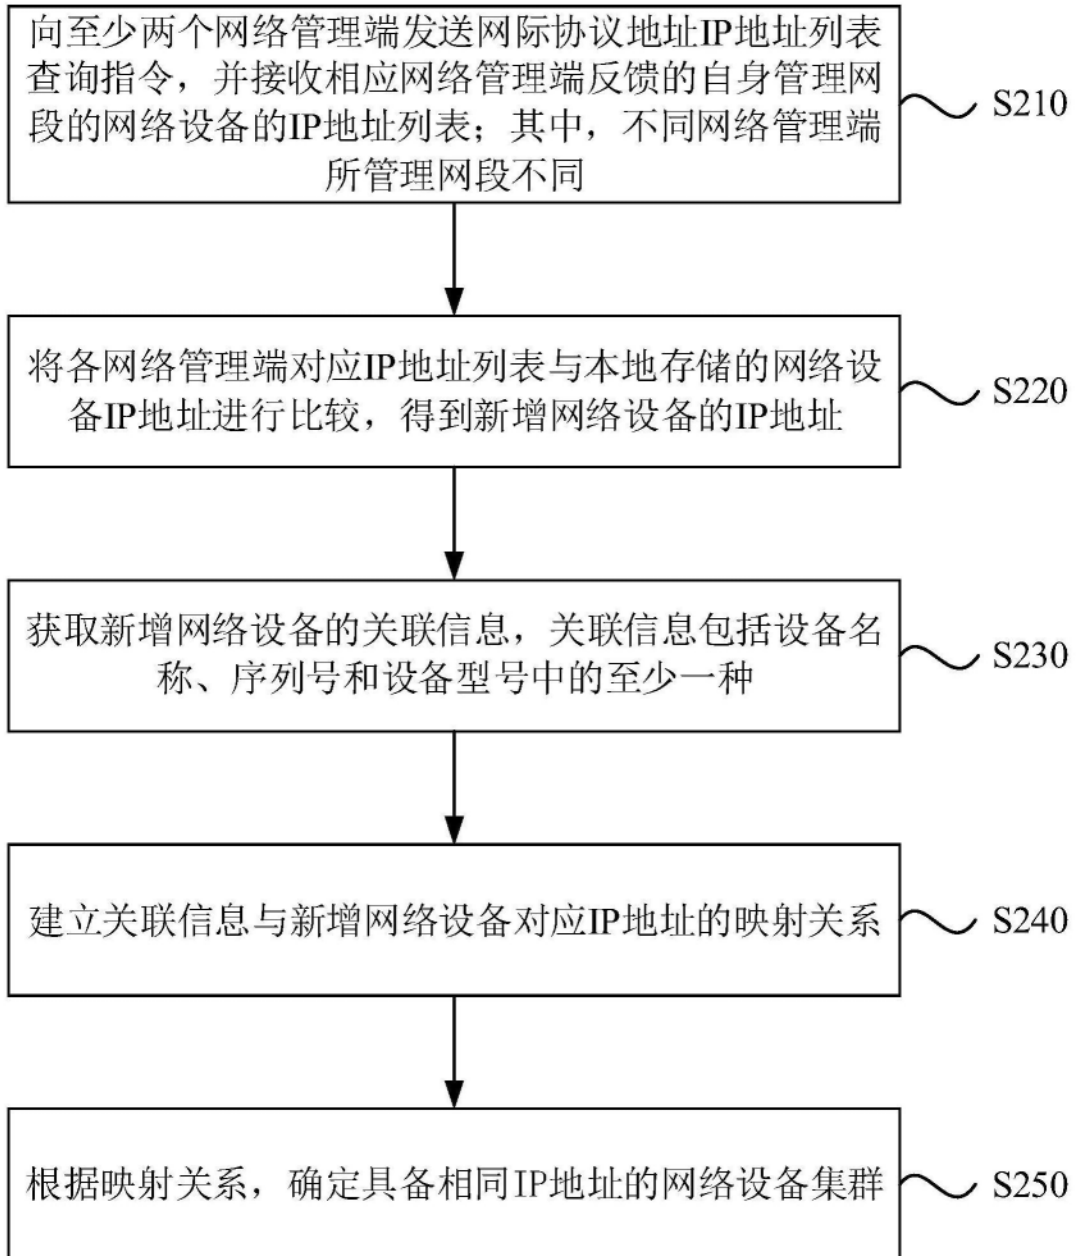 向至少两个网络管理端发送网际协议地址IP地址列表
查询指令，并接收相应网络管理端反馈的自身管理网
段的网络设备的IP地址列表；其中，不同网络管理端
所管理网段不同
S210
将各网络管理端对应IP地址列表与本地存储的网络设
备IP地址进行比较，得到新增网络设备的IP地址
S220
获取新增网络设备的关联信息，关联信息包括设备名
称、序列号和设备型号中的至少一种
S230
建立关联信息与新增网络设备对应IP地址的映射关系
S240
根据映射关系，确定具备相同IP地址的网络设备集群
S250